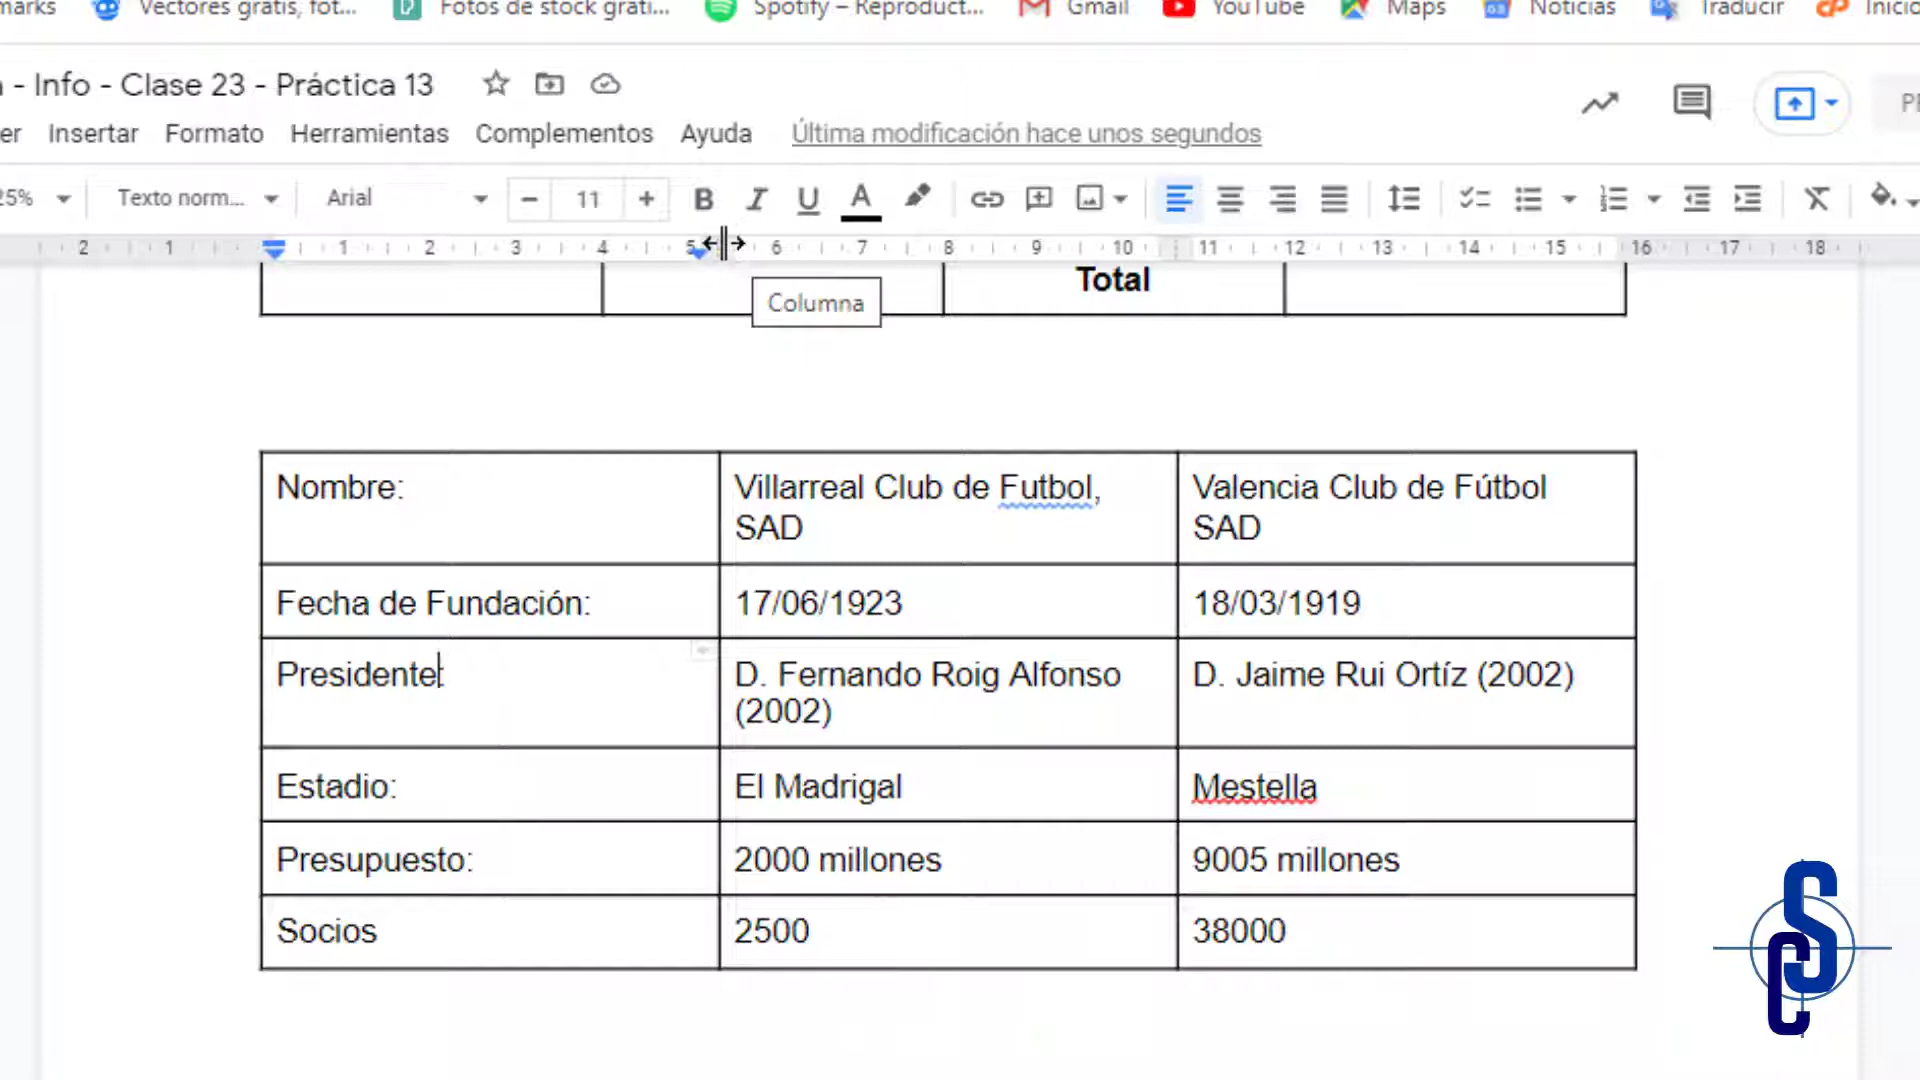 marks Vectores gratis, fot... Fotos de stock grati... Spotify – Reproduct... Gmail YouTube Maps Noticias Traducir Inicio
- Info - Clase 23 - Práctica 13
er Insertar Formato Herramientas Complementos Ayuda Última modificación hace unos segundos
25% Texto norm... Arial 11
2 1 1 2 3 4 5 6 7 8 9 10 11 12 13 14 15 16 17 18
Total
Columna
Nombre: Villarreal Club de Futbol, Valencia Club de Fútbol
SAD SAD
Fecha de Fundación: 17/06/1923 18/03/1919
Presidente: D. Fernando Roig Alfonso D. Jaime Rui Ortíz (2002)
(2002)
Estadio: El Madrigal Mestella
Presupuesto: 2000 millones 9005 millones
Socios 2500 38000
SC